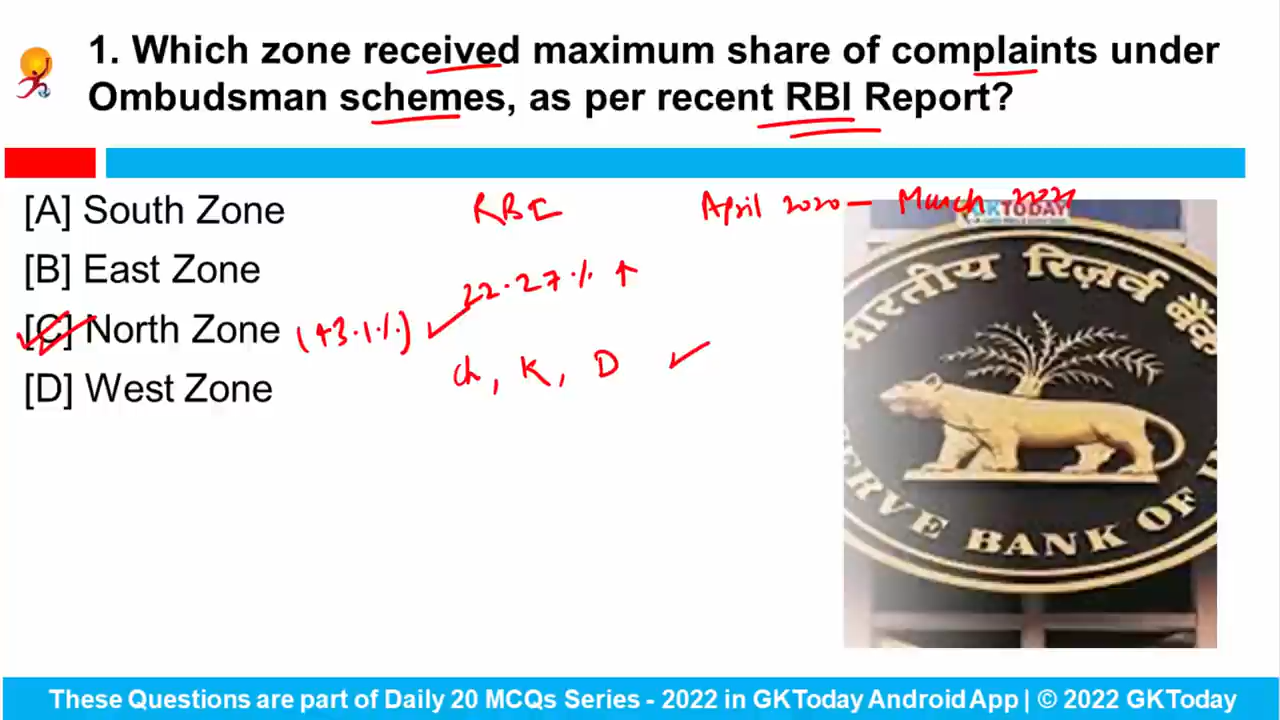 1. Which zone received maximum share of complaints under
Ombudsman schemes, as per recent RBI Report?
[A] South Zone
RBI
April 2020 - March 2021
GKTODAY
[B] East Zone
22.27% ↑
[C] North Zone (43.1%)
Ch, K, D
[D] West Zone
भारतीय रिज़र्व बैंक
RESERVE BANK OF
These Questions are part of Daily 20 MCQs Series - 2022 in GKToday Android App | © 2022 GKToday